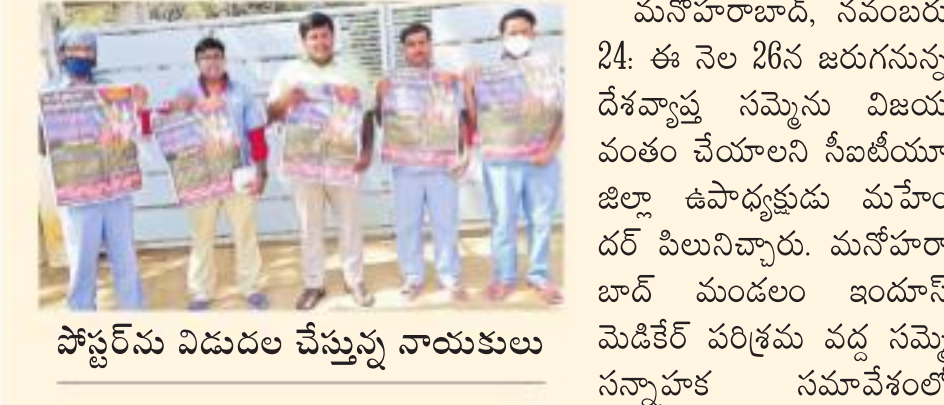 పోస్టర్‌ను విడుదల చేస్తున్న నాయకులు
మనోహరాబాద్, నవంబరు
24: ఈ నెల 26న జరుగనున్న
దేశవ్యాప్త సమ్మెను విజయ
వంతం చేయాలని సీఐటీయూ
జిల్లా ఉపాధ్యక్షుడు మహేం
దర్ పిలునిచ్చారు. మనోహరా
బాద్ మండలం ఇందూస్
మెడికేర్ పరిశ్రమ వద్ద సమ్మె
సన్నాహక సమావేశంలో